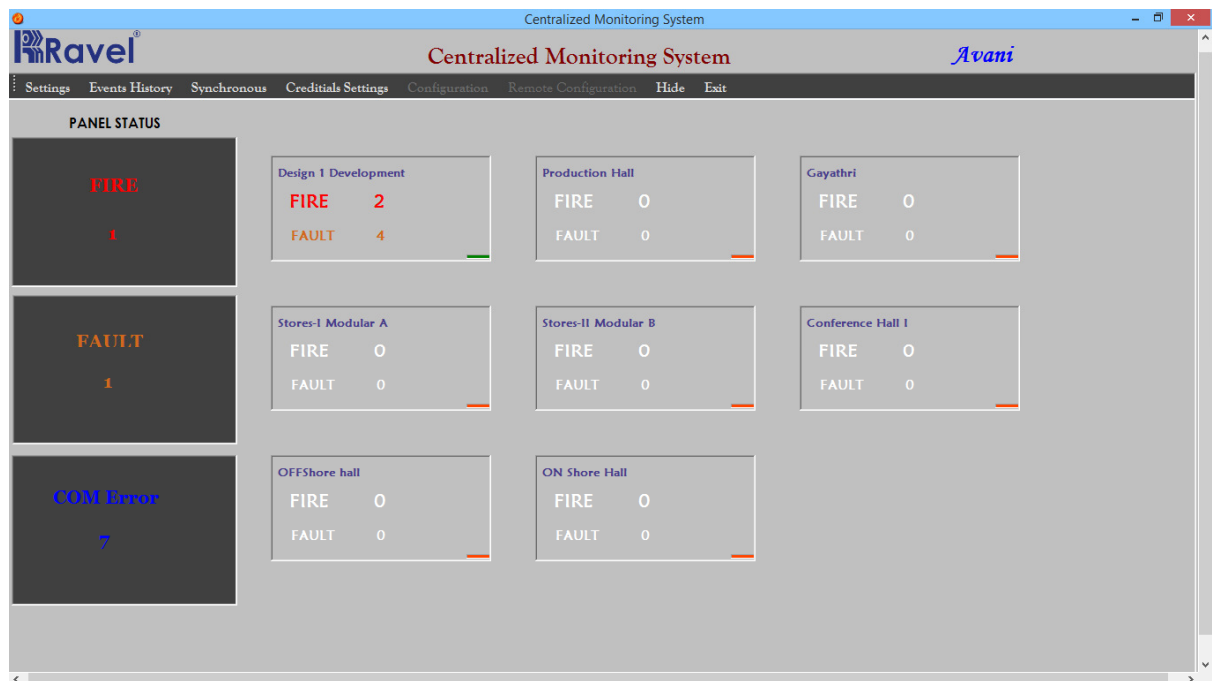 Centralized Monitoring System
Ravel®
Centralized Monitoring System
Avani
Settings Events History Synchronous Creditials Settings Configuration Remote Configuration Hide Exit
PANEL STATUS
FIRE
1
FAULT
1
COM Error
7
Design 1 Development
FIRE 2
FAULT 4
Production Hall
FIRE 0
FAULT 0
Gayathri
FIRE 0
FAULT 0
Stores-I Modular A
FIRE 0
FAULT 0
Stores-II Modular B
FIRE 0
FAULT 0
Conference Hall I
FIRE 0
FAULT 0
OFFShore hall
FIRE 0
FAULT 0
ON Shore Hall
FIRE 0
FAULT 0